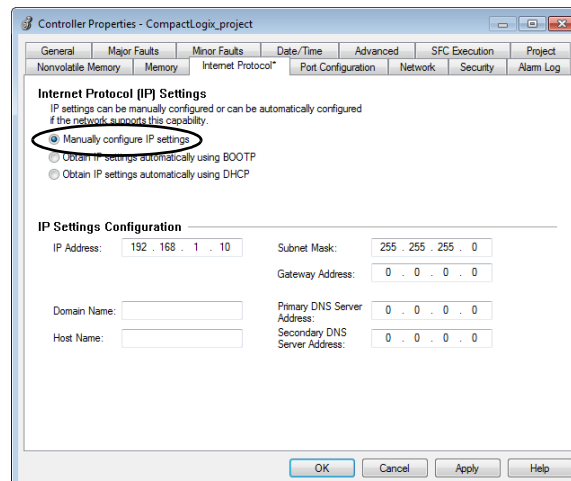 Controller Properties - CompactLogix_project
General Major Faults Minor Faults Date/Time Advanced SFC Execution Project
Nonvolatile Memory Memory Internet Protocol* Port Configuration Network Security Alarm Log
Internet Protocol (IP) Settings
IP settings can be manually configured or can be automatically configured
if the network supports this capability.
Manually configure IP settings
Obtain IP settings automatically using BOOTP
Obtain IP settings automatically using DHCP
IP Settings Configuration
IP Address: 192 . 168 . 1 . 10 Subnet Mask: 255 . 255 . 255 . 0
Gateway Address: 0 . 0 . 0 . 0
Domain Name: Primary DNS Server
Address: 0 . 0 . 0 . 0
Host Name: Secondary DNS
Server Address: 0 . 0 . 0 . 0
OK Cancel Apply Help